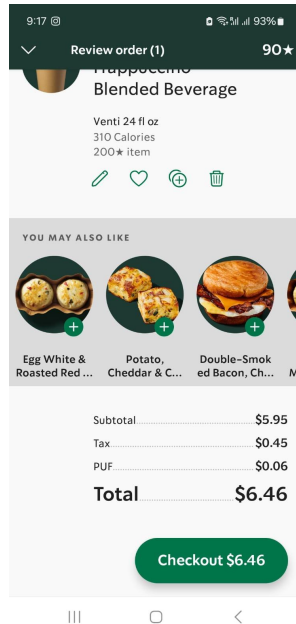 9:17 93%
Review order (1) 90★
Frappuccino
Blended Beverage
Venti 24 fl oz
310 Calories
200★ item
YOU MAY ALSO LIKE
Egg White & Potato, Double-Smok
Roasted Red ... Cheddar & C... ed Bacon, Ch... M
Subtotal $5.95
Tax $0.45
PUF $0.06
Total $6.46
Checkout $6.46